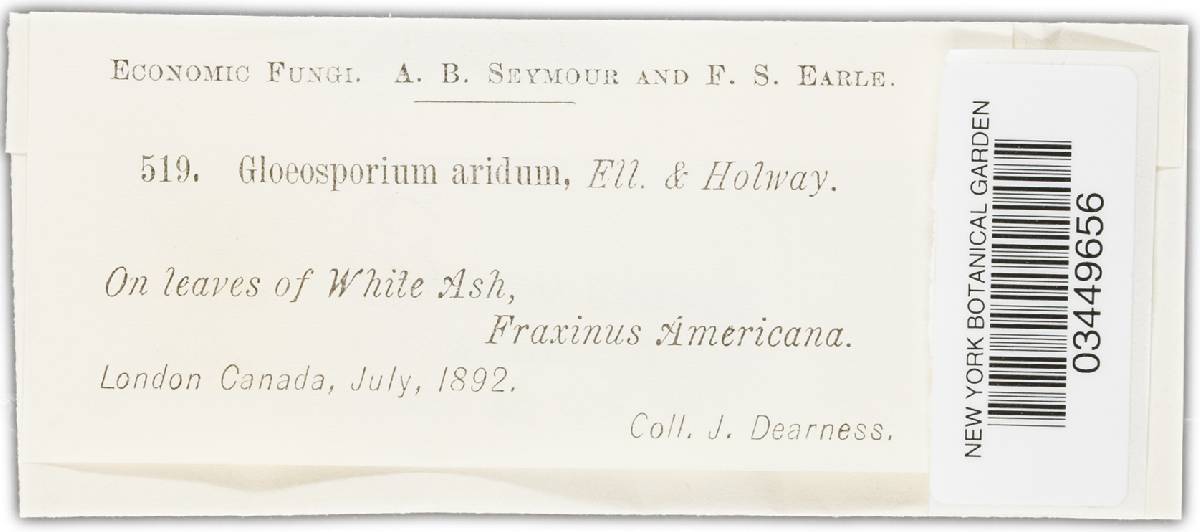 Economic Fungi. A. B. Seymour and F. S. Earle.
519. Gloeosporium aridum, Ell. & Holway.
On leaves of White Ash,
Fraxinus Americana.
London Canada, July, 1892.
Coll. J. Dearness.
NEW YORK BOTANICAL GARDEN
03449656